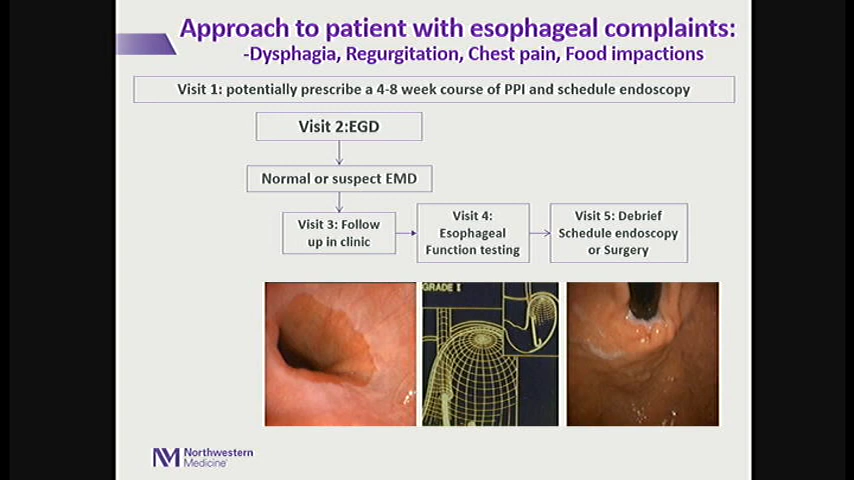 Approach to patient with esophageal complaints:
-Dysphagia, Regurgitation, Chest pain, Food impactions
Visit 1: potentially prescribe a 4-8 week course of PPI and schedule endoscopy
Visit 2:EGD
Normal or suspect EMD
Visit 3: Follow
up in clinic
Visit 4:
Esophageal
Function testing
Visit 5: Debrief
Schedule endoscopy
or Surgery
GRADE I
NM Northwestern
Medicine